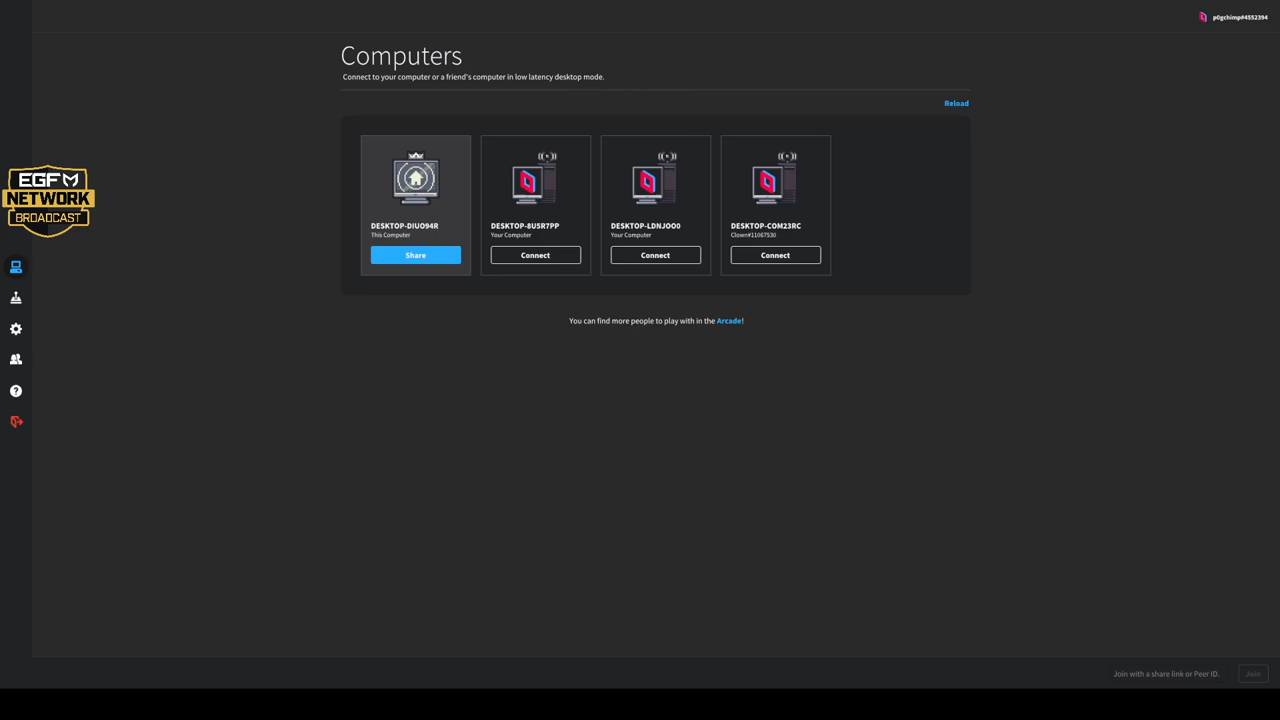 p0gchimp#4552394
Computers
Connect to your computer or a friend's computer in low latency desktop mode.
Reload
EGFM
NETWORK
BROADCAST
DESKTOP-DIUO94R
This Computer
Share
DESKTOP-8U5R7PP
Your Computer
Connect
DESKTOP-LDNJOO0
Your Computer
Connect
DESKTOP-COM23RC
Clown#11067530
Connect
You can find more people to play with in the Arcade!
Join with a share link or Peer ID.
Join